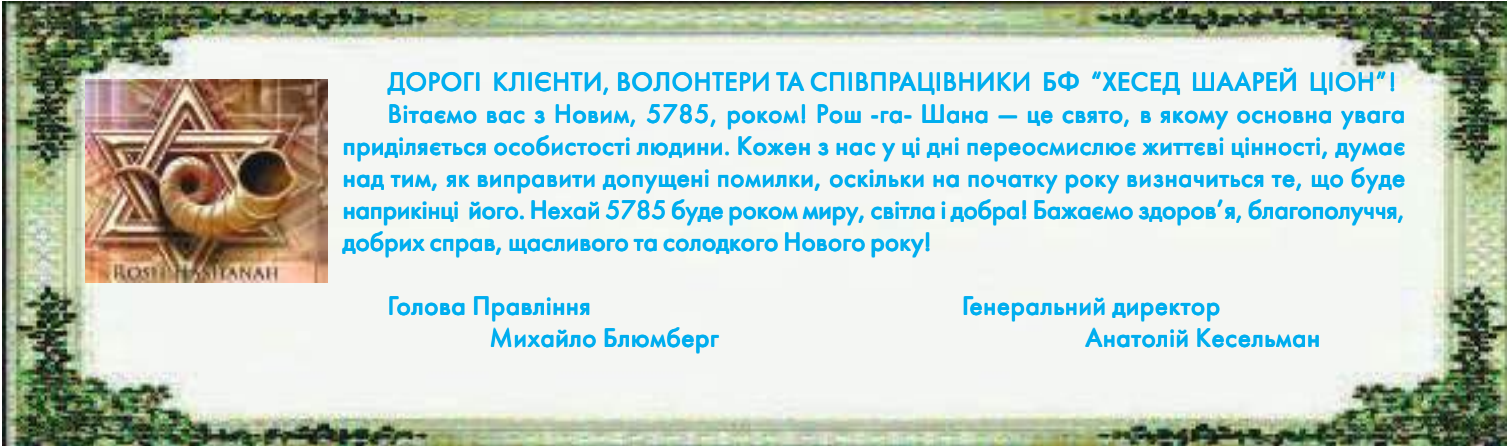 ДОРОГІ КЛІЄНТИ, ВОЛОНТЕРИ ТА СПІВПРАЦІВНИКИ БФ “ХЕСЕД ШААРЕЙ ЦІОН”!
Вітаємо вас з Новим, 5785, роком! Рош -га- Шана — це свято, в якому основна увага
приділяється особистості людини. Кожен з нас у ці дні переосмислює життєві цінності, думає
над тим, як виправити допущені помилки, оскільки на початку року визначиться те, що буде
наприкінці його. Нехай 5785 буде роком миру, світла і добра! Бажаємо здоров’я, благополуччя,
добрих справ, щасливого та солодкого Нового року!
ROSH HASHANAH
Голова Правління
Михайло Блюмберг
Генеральний директор
Анатолій Кесельман